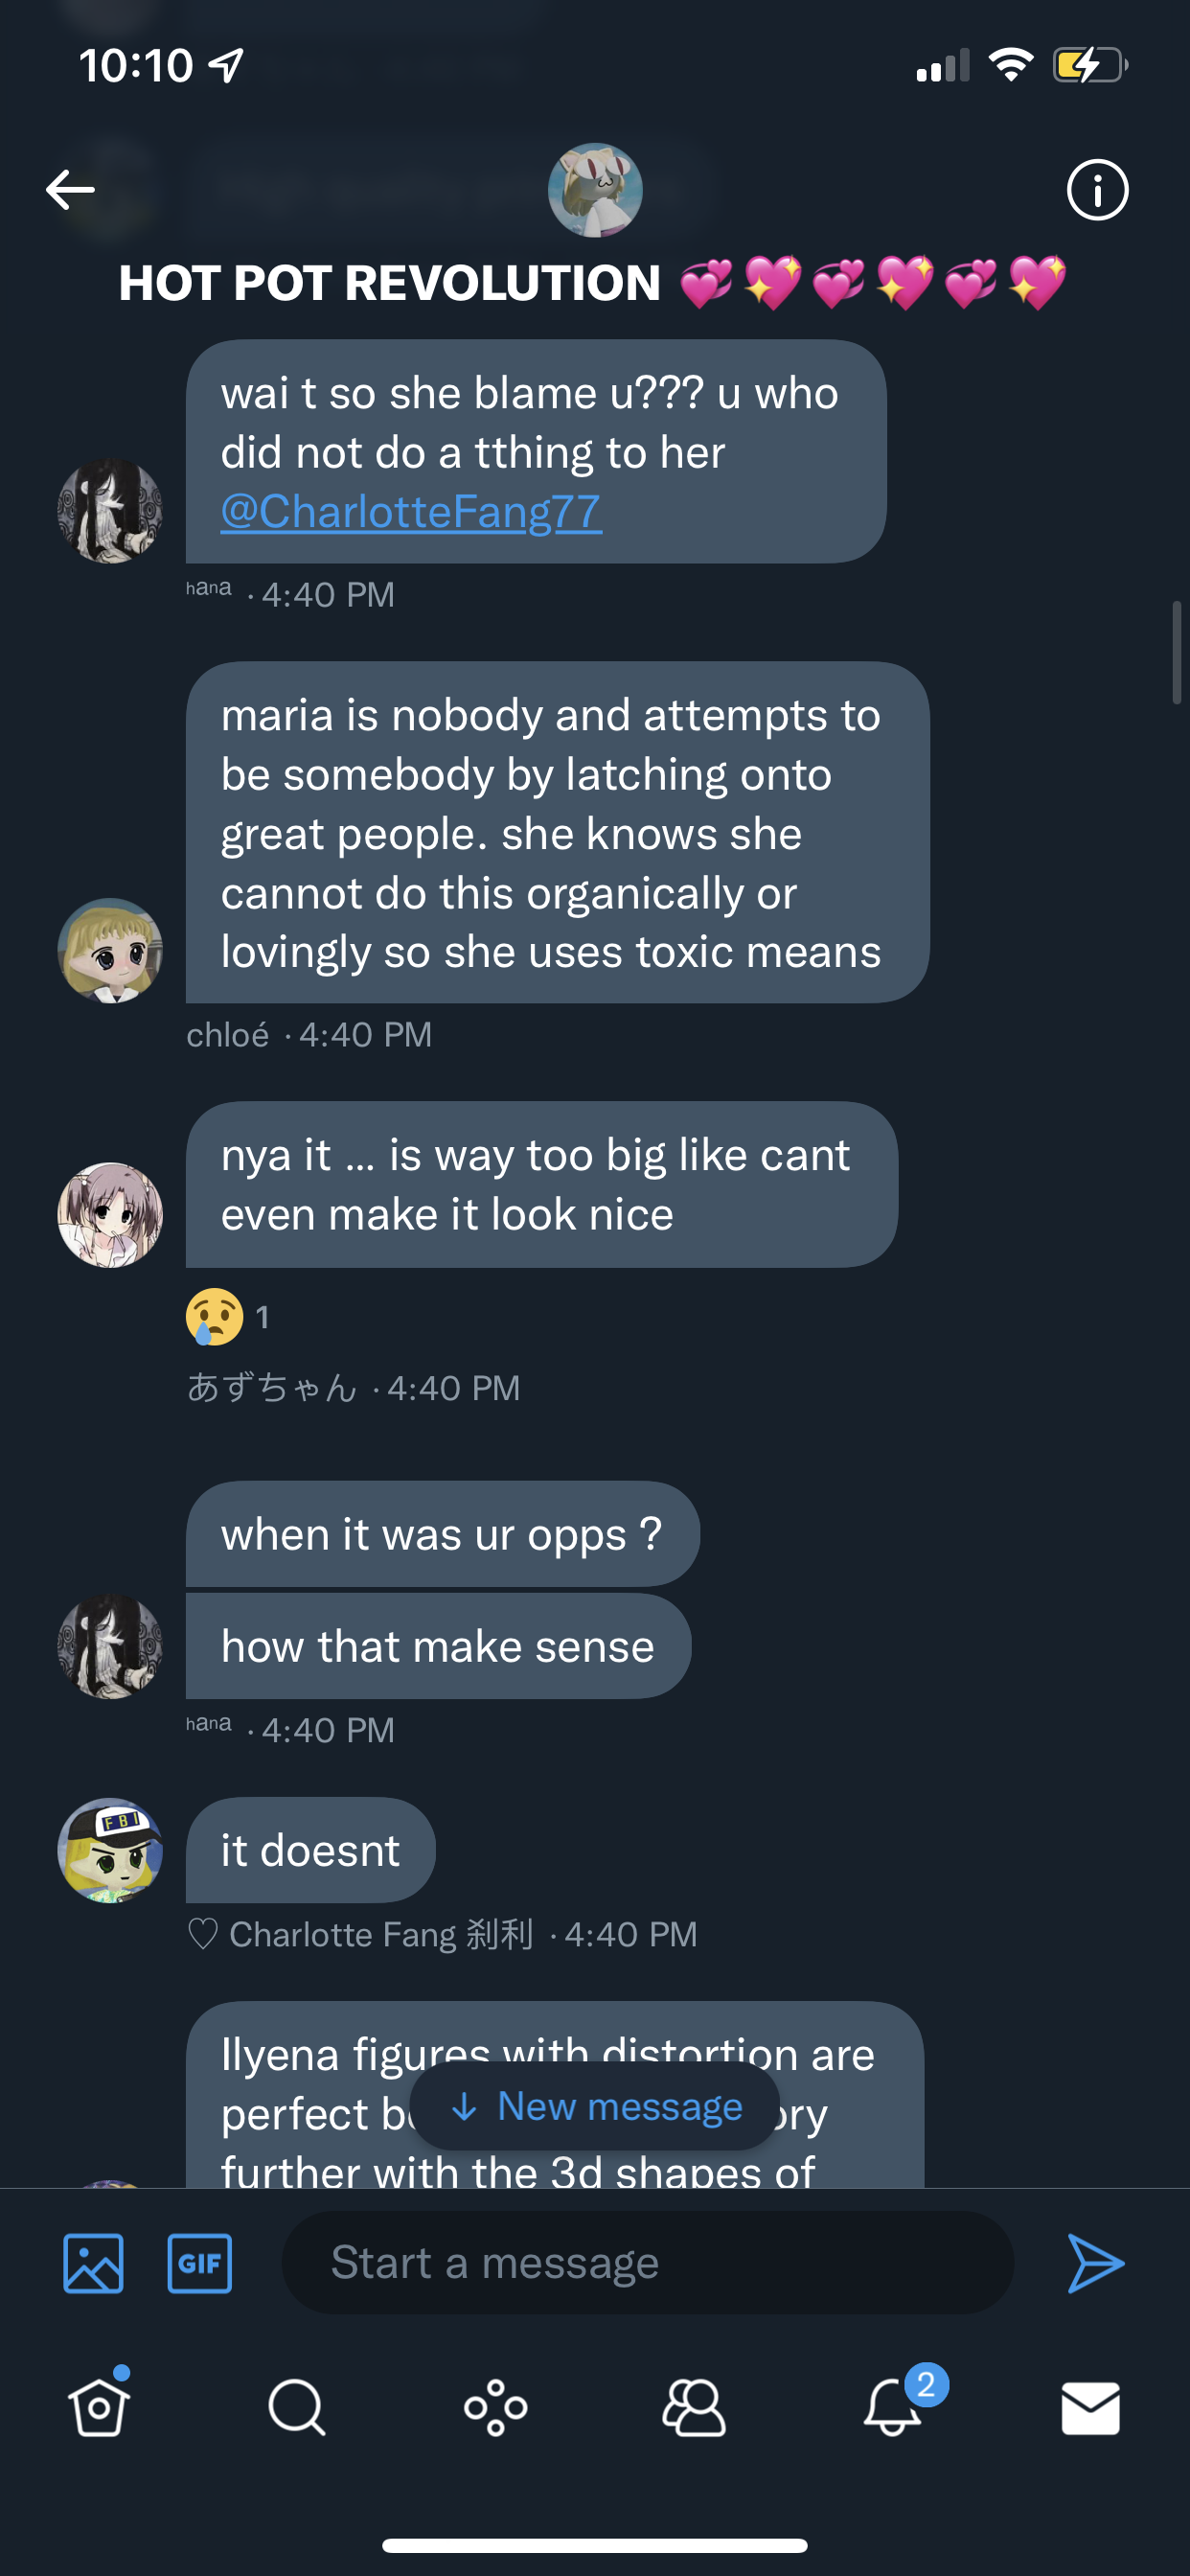 10:10
HOT POT REVOLUTION 💞💖💞💖💞💖
wai t so she blame u??? u who
did not do a tthing to her
@CharlotteFang77
ʰᵃⁿᵃ · 4:40 PM
maria is nobody and attempts to
be somebody by latching onto
great people. she knows she
cannot do this organically or
lovingly so she uses toxic means
chloé · 4:40 PM
nya it ... is way too big like cant
even make it look nice
😢 1
あずちゃん · 4:40 PM
when it was ur opps ?
how that make sense
ʰᵃⁿᵃ · 4:40 PM
FBI
it doesnt
♡ Charlotte Fang 刹利 · 4:40 PM
Ilyena figures with distortion are
perfect
further with the 3d shapes of
↓ New message
GIF
Start a message
2